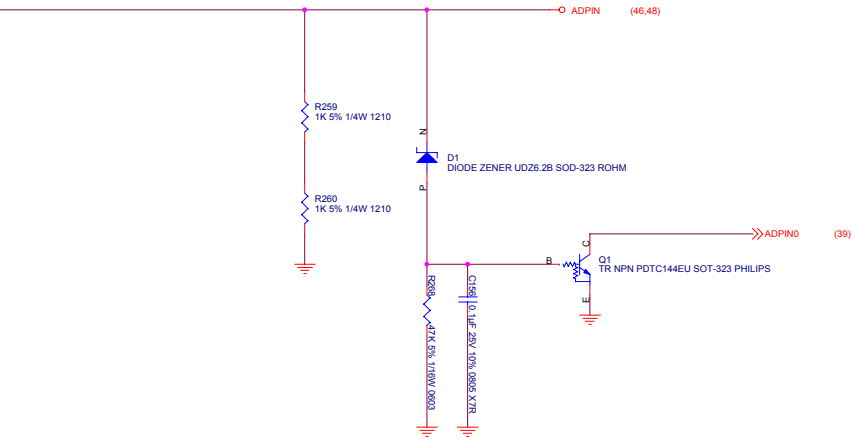 ADPIN (46,48)
R259
1K 5% 1/4W 1210
N
D1
DIODE ZENER UDZ6.2B SOD-323 ROHM
P
R260
1K 5% 1/4W 1210
C
ADPIN0 (39)
B
Q1
TR NPN PDTC144EU SOT-323 PHILIPS
E
R268
47K 5% 1/16W 0603
C156
0.1µF 25V 10% 0805 X7R